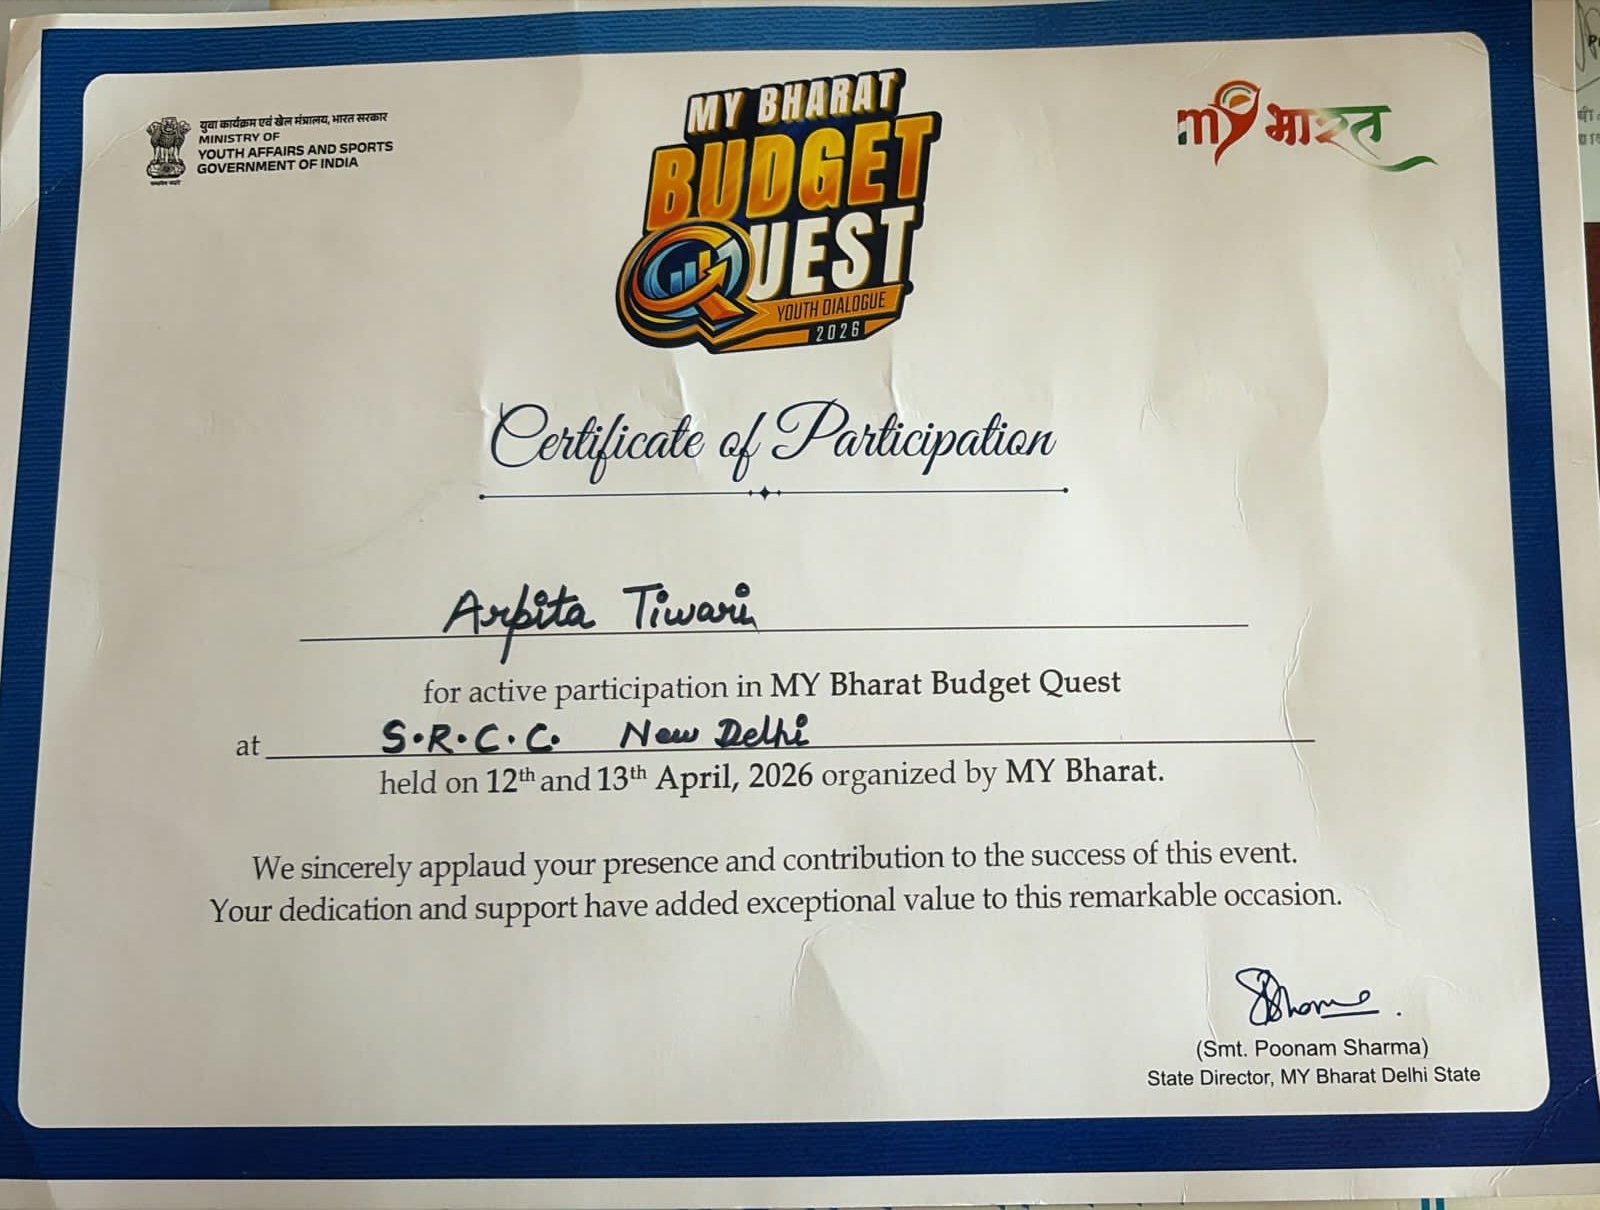 युवा कार्यक्रम एवं खेल मंत्रालय, भारत सरकार
MINISTRY OF
YOUTH AFFAIRS AND SPORTS
GOVERNMENT OF INDIA
MY BHARAT
BUDGET
QUEST
YOUTH DIALOGUE
2026
my भारत
Certificate of Participation
Arpita Tiwari
for active participation in MY Bharat Budget Quest
at S.R.C.C. New Delhi
held on 12th and 13th April, 2026 organized by MY Bharat.
We sincerely applaud your presence and contribution to the success of this event.
Your dedication and support have added exceptional value to this remarkable occasion.
(Smt. Poonam Sharma)
State Director, MY Bharat Delhi State